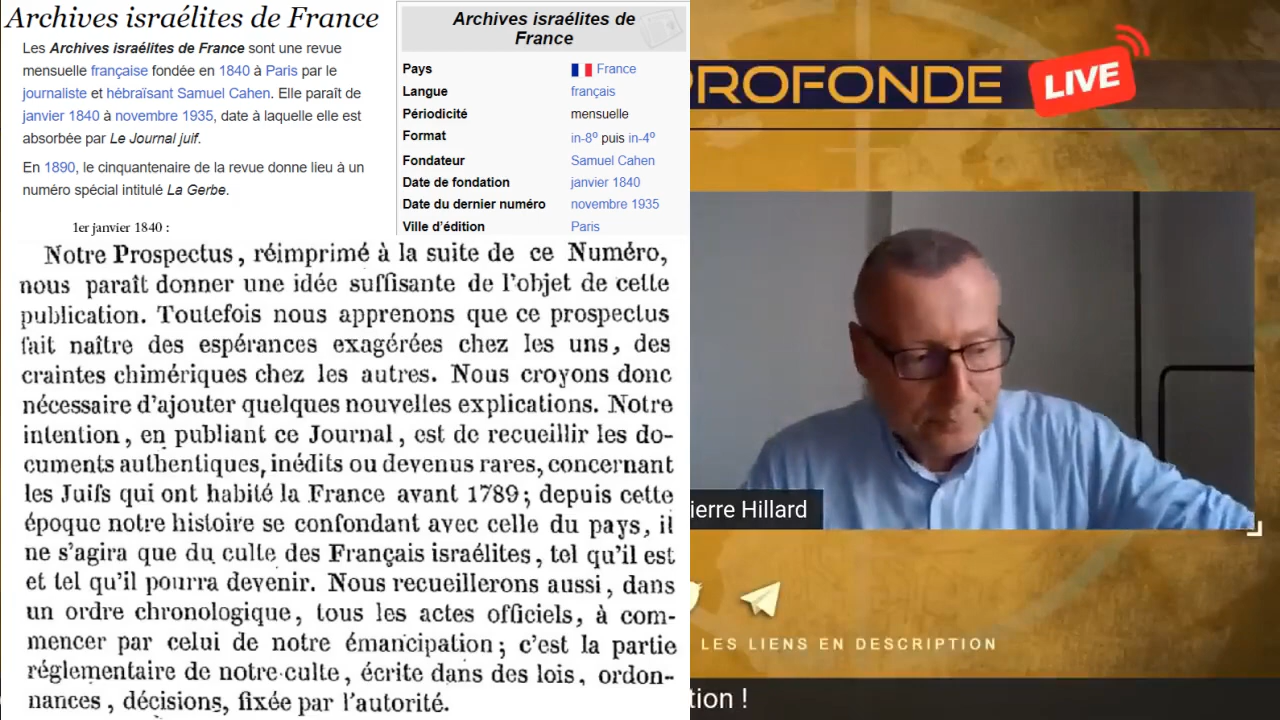 Archives israélites de France
Les Archives israélites de France sont une revue
mensuelle française fondée en 1840 à Paris par le
journaliste et hébraïsant Samuel Cahen. Elle paraît de
janvier 1840 à novembre 1935, date à laquelle elle est
absorbée par Le Journal juif.
En 1890, le cinquantenaire de la revue donne lieu à un
numéro spécial intitulé La Gerbe.
Archives israélites de
France
Pays France
Langue français
Périodicité mensuelle
Format in-8º puis in-4º
Fondateur Samuel Cahen
Date de fondation janvier 1840
Date du dernier numéro novembre 1935
Ville d'édition Paris
1er janvier 1840 :
Notre Prospectus, réimprimé à la suite de ce Numéro,
nous paraît donner une idée suffisante de l'objet de cette
publication. Toutefois nous apprenons que ce prospectus
fait naître des espérances exagérées chez les uns, des
craintes chimériques chez les autres. Nous croyons donc
nécessaire d'ajouter quelques nouvelles explications. Notre
intention, en publiant ce Journal, est de recueillir les do-
cuments authentiques, inédits ou devenus rares, concernant
les Juifs qui ont habité la France avant 1789; depuis cette
époque notre histoire se confondant avec celle du pays, il
ne s'agira que du culte des Français israélites, tel qu'il est
et tel qu'il pourra devenir. Nous recueillerons aussi, dans
un ordre chronologique, tous les actes officiels, à com-
mencer par celui de notre émancipation; c'est la partie
réglementaire de notre culte, écrite dans des lois, ordon-
nances, décisions, fixée par l'autorité.
PROFONDE
LIVE
ierre Hillard
LES LIENS EN DESCRIPTION
tion !